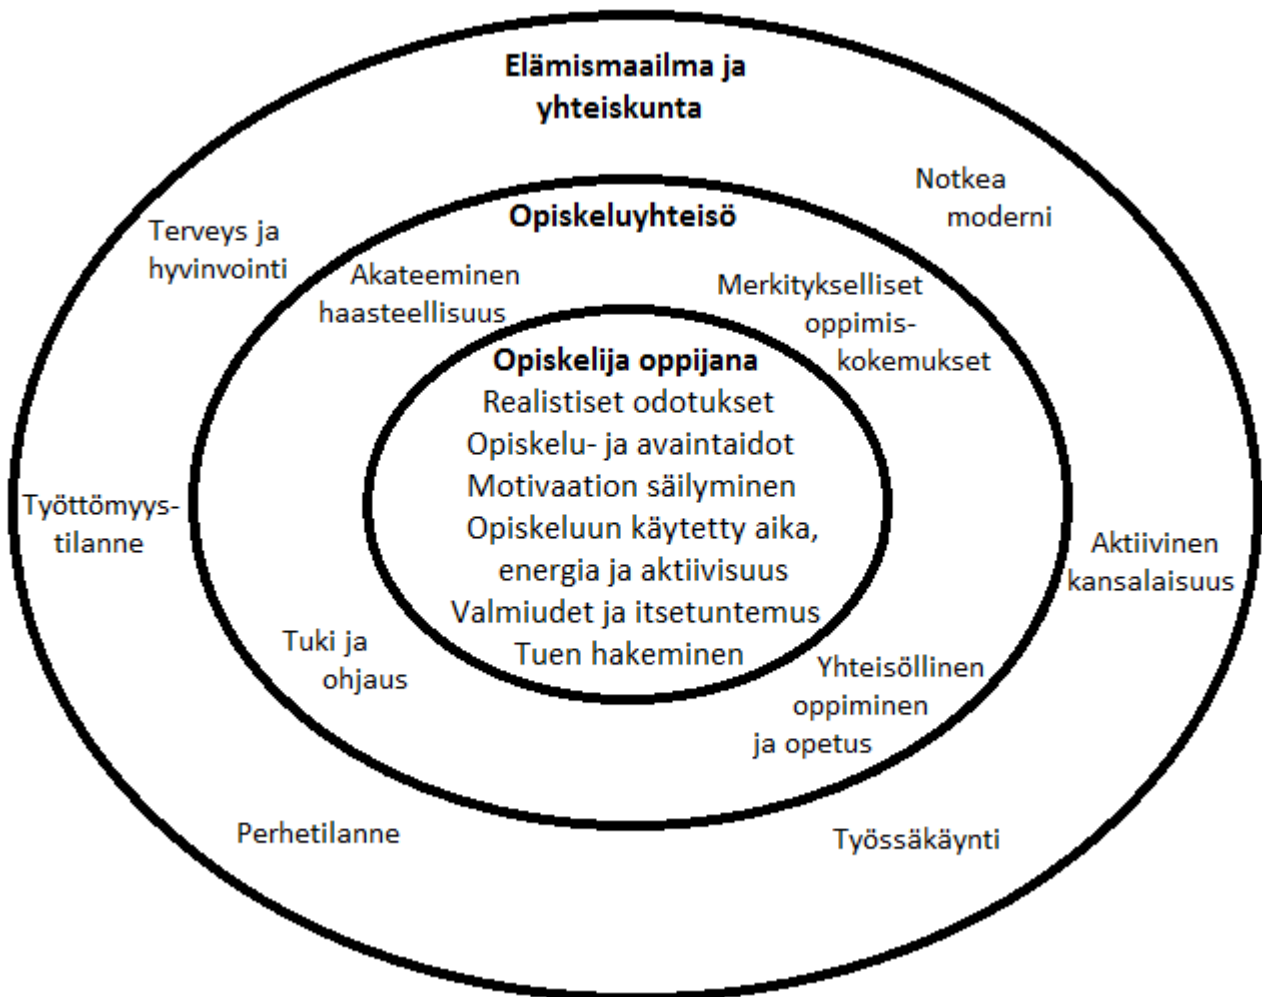 Elämismaailma ja
yhteiskunta
Notkea
moderni
Terveys ja
hyvinvointi
Opiskeluyhteisö
Akateeminen
haasteellisuus
Merkitykselliset
oppimis-
kokemukset
Opiskelija oppijana
Realistiset odotukset
Opiskelu- ja avaintaidot
Motivaation säilyminen
Opiskeluun käytetty aika,
energia ja aktiivisuus
Valmiudet ja itsetuntemus
Tuen hakeminen
Työttömyys-
tilanne
Aktiivinen
kansalaisuus
Tuki ja
ohjaus
Yhteisöllinen
oppiminen
ja opetus
Perhetilanne
Työssäkäynti